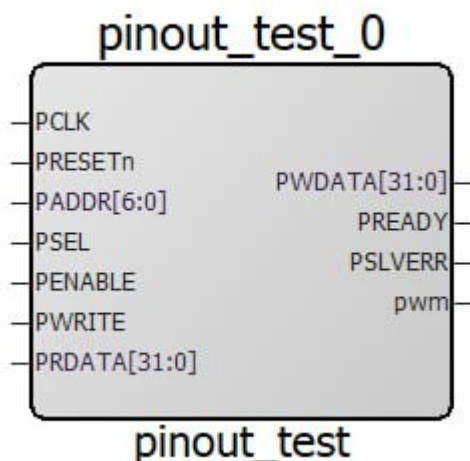 pinout_test_0
PCLK
PRESETn
PADDR[6:0]
PSEL
PENABLE
PWRITE
PRDATA[31:0]
PWDATA[31:0]
PREADY
PSLVERR
pwm
pinout_test